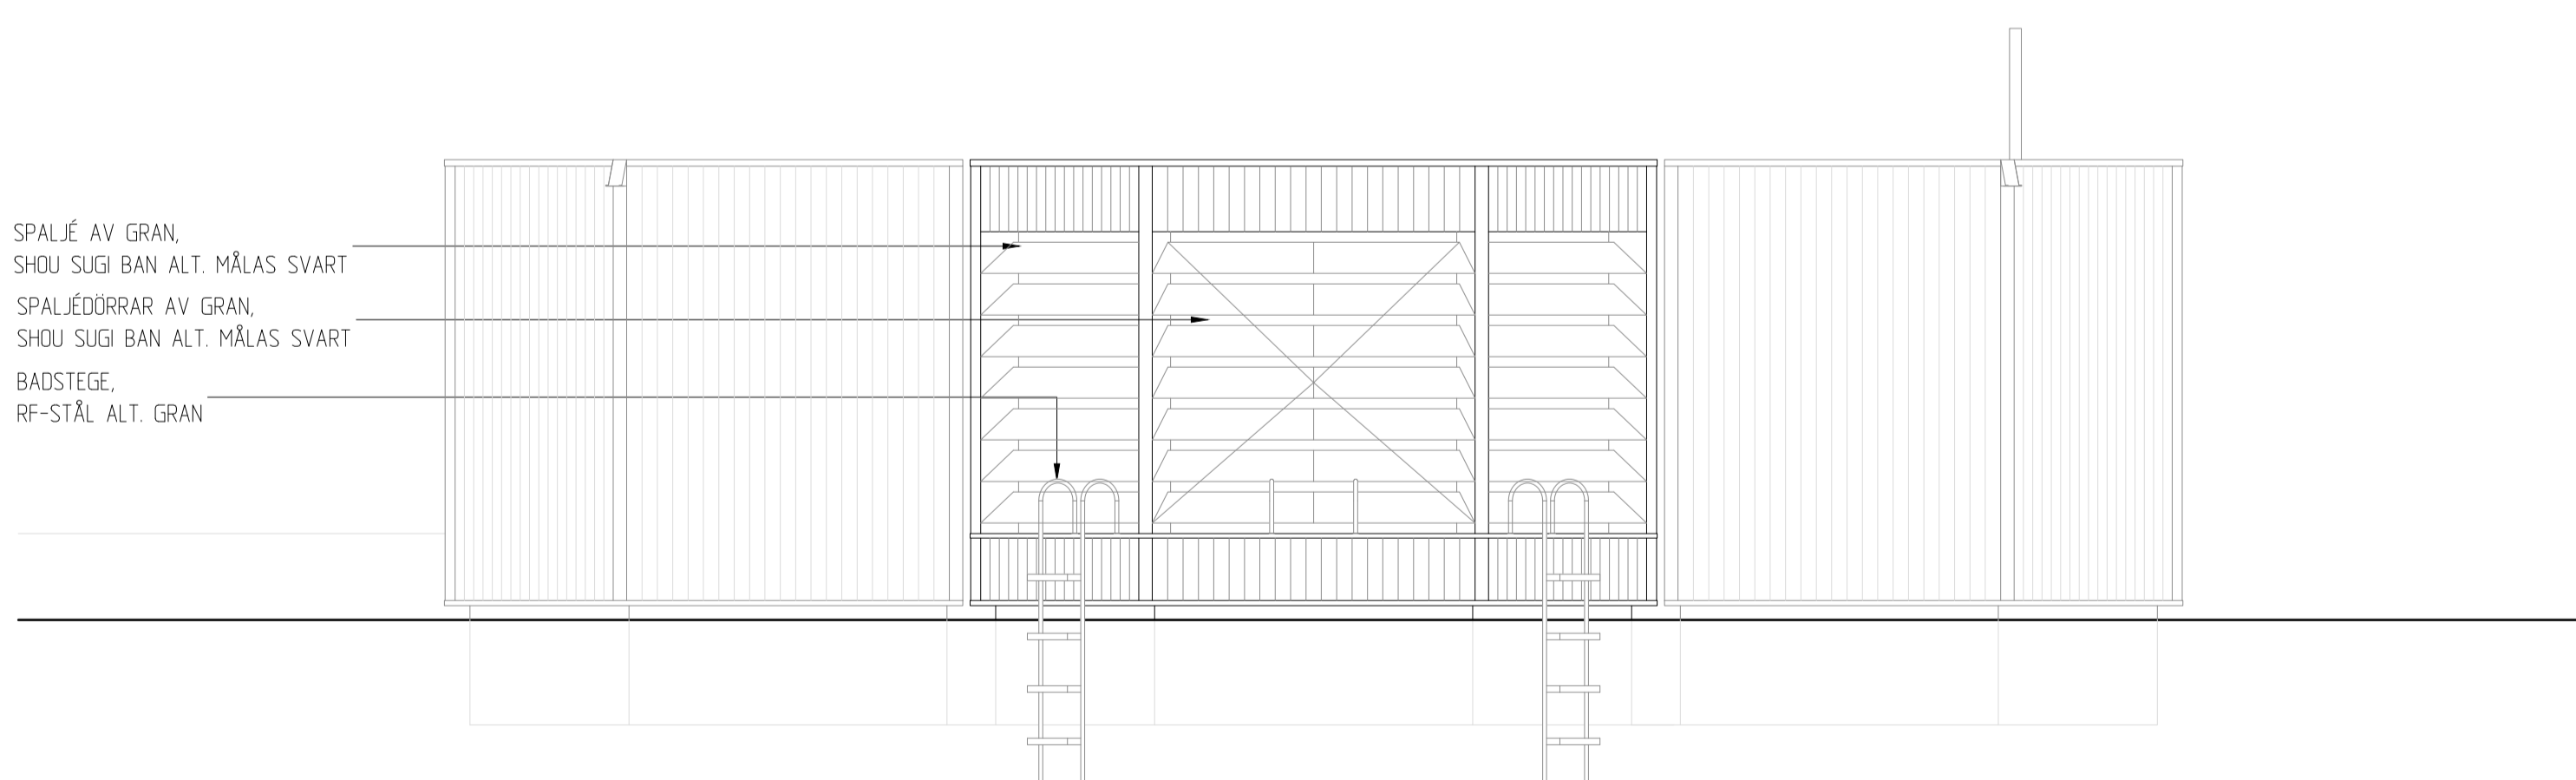 SPALJÉ AV GRAN,
SHOU SUGI BAN ALT. MÅLAS SVART
SPALJÉDÖRRAR AV GRAN,
SHOU SUGI BAN ALT. MÅLAS SVART
BADSTEGE,
RF-STÅL ALT. GRAN